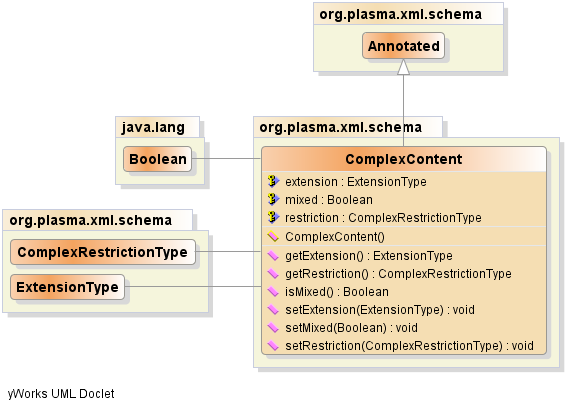 org.plasma.xml.schema
Annotated
java.lang
Boolean
org.plasma.xml.schema
ComplexContent
extension : ExtensionType
mixed : Boolean
restriction : ComplexRestrictionType
ComplexContent()
getExtension() : ExtensionType
getRestriction() : ComplexRestrictionType
isMixed() : Boolean
setExtension(ExtensionType) : void
setMixed(Boolean) : void
setRestriction(ComplexRestrictionType) : void
org.plasma.xml.schema
ComplexRestrictionType
ExtensionType
yWorks UML Doclet